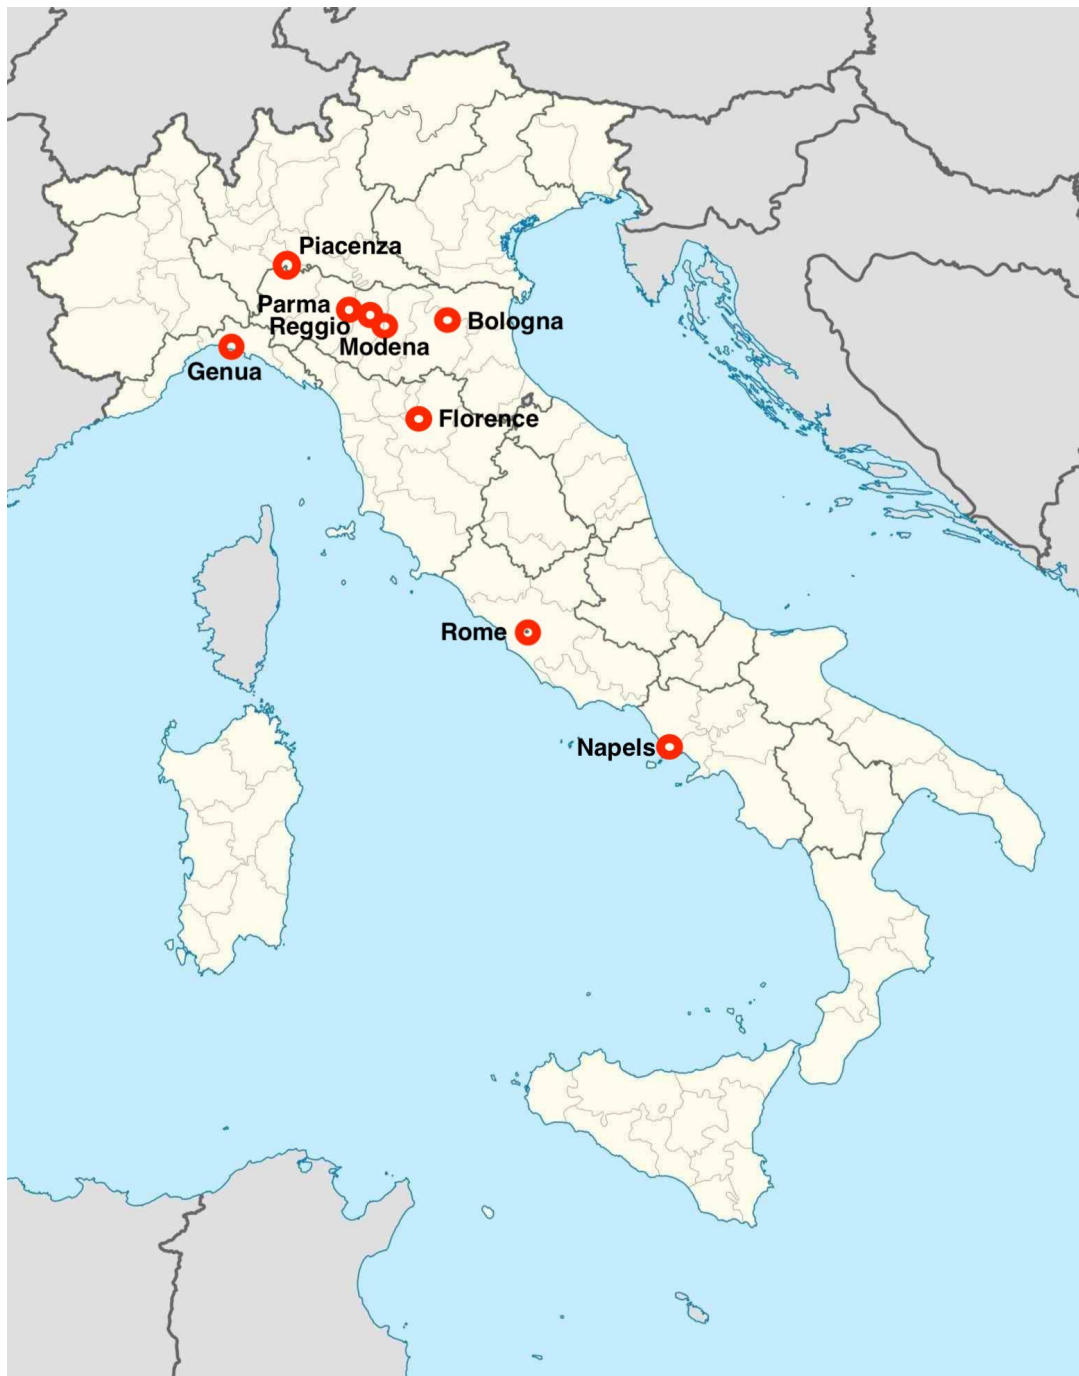 Piacenza
Parma
Reggio
Bologna
Modena
Genua
Florence
Rome
Napels